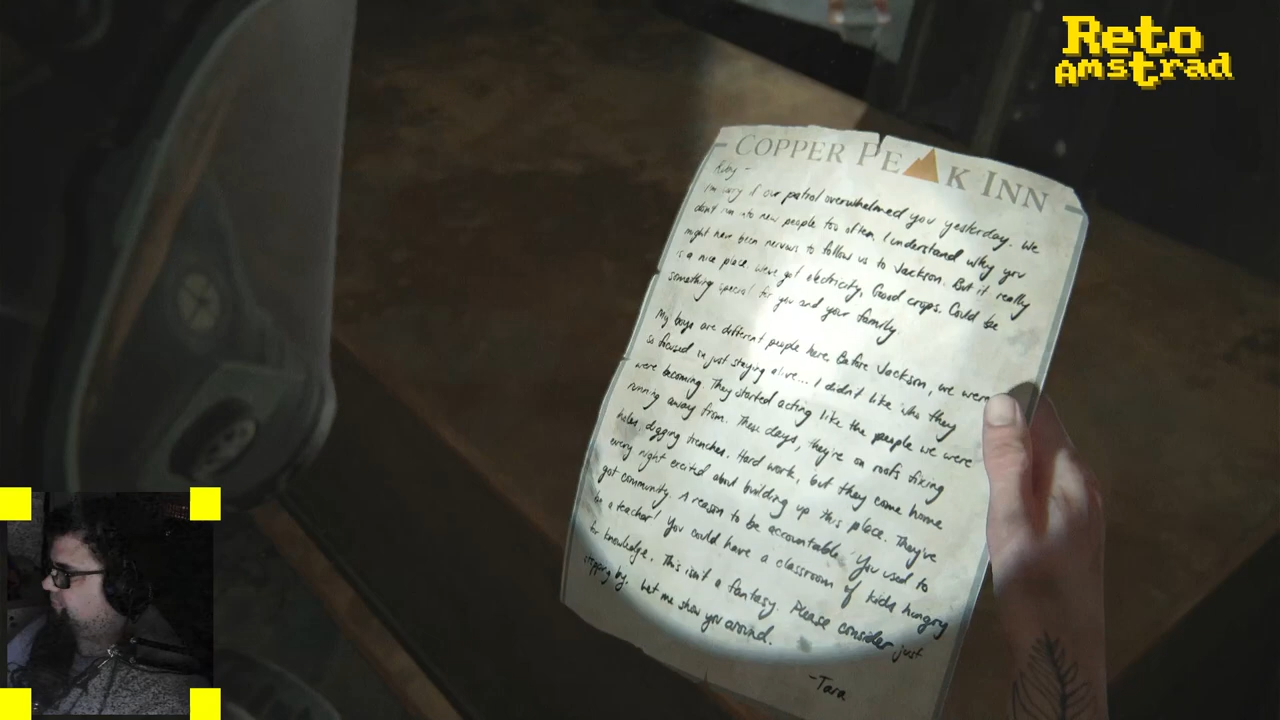 Reto
Amstrad
COPPER PEAK INN
Ruby -
I'm sorry if our patrol overwhelmed you yesterday. We
don't run into new people too often. I understand why you
might have been nervous to follow us to Jackson. But it really
is a nice place. We've got electricity. Good crops. Could be
something special for you and your family.
My boys are different people here. Before Jackson, we were
so focused in just staying alive... I didn't like who they
were becoming. They started acting like the people we were
running away from. These days, they're on roofs fixing
holes, digging trenches. Hard work, but they come home
every night excited about building up this place. They've
got community. A reason to be accountable. You used to
be a teacher! You could have a classroom of kids hungry
for knowledge. This isn't a fantasy. Please consider just
stopping by. Let me show you around.
-Tara